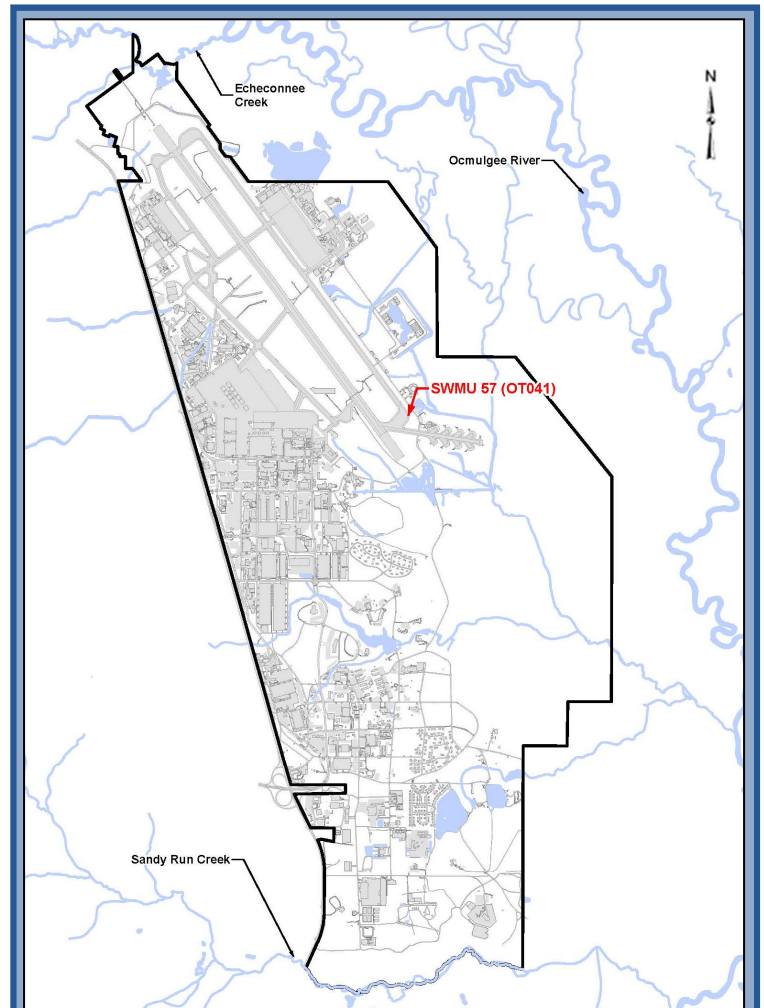 Echeconnee
Creek
N
Ocmulgee River
SWMU 57 (OT041)
Sandy Run Creek